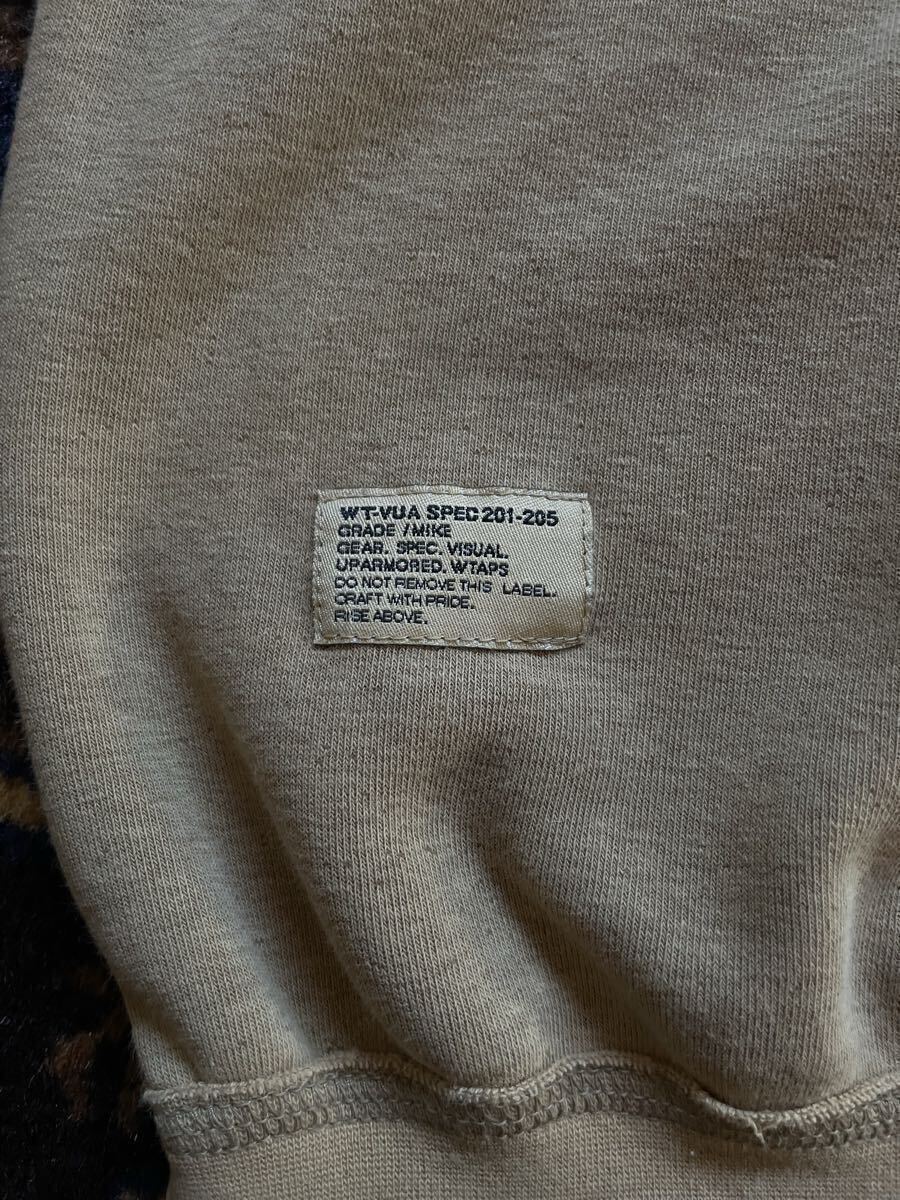 WT-VUA SPEC 201-205
GRADE / MIKE
GEAR. SPEC. VISUAL.
UPARMORED. WTAPS
DO NOT REMOVE THIS LABEL.
CRAFT WITH PRIDE.
RISE ABOVE.